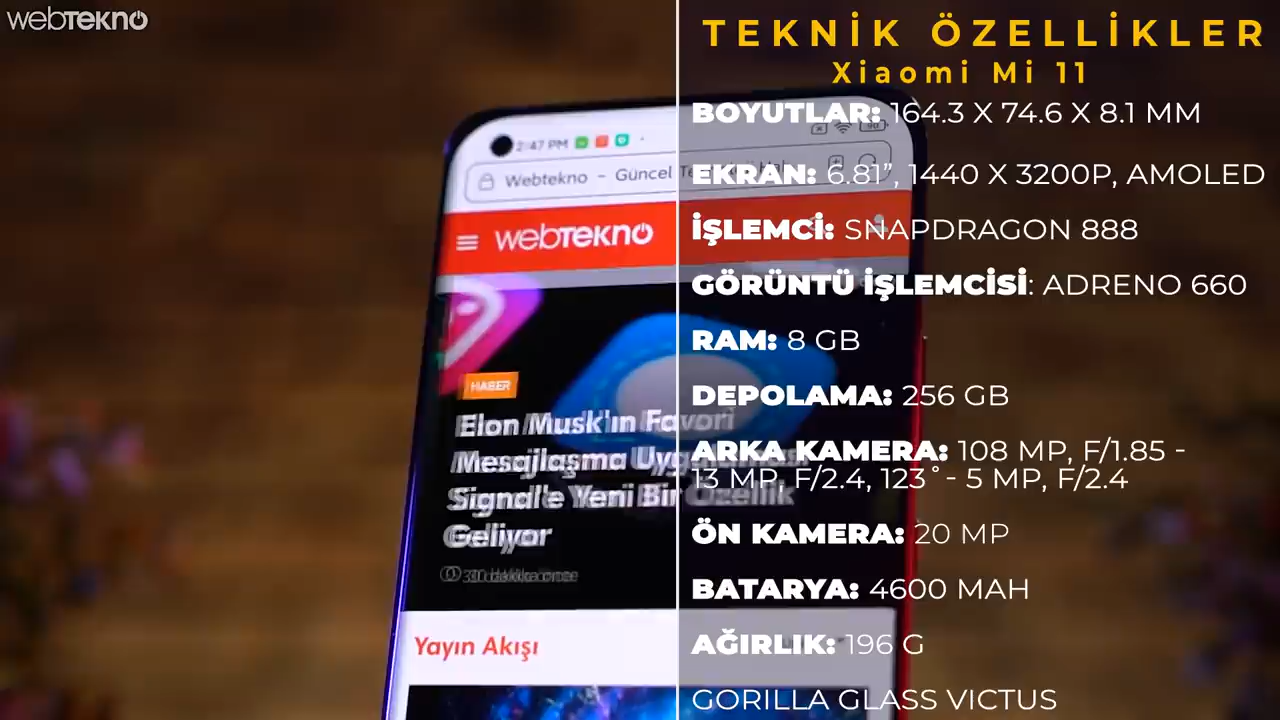 webTEKNO
TEKNİK ÖZELLİKLER
Xiaomi Mi 11
BOYUTLAR: 164.3 X 74.6 X 8.1 MM
EKRAN: 6.81”, 1440 X 3200P, AMOLED
İŞLEMCİ: SNAPDRAGON 888
GÖRÜNTÜ İŞLEMCİSİ: ADRENO 660
RAM: 8 GB
DEPOLAMA: 256 GB
ARKA KAMERA: 108 MP, F/1.85 -
13 MP, F/2.4, 123˚- 5 MP, F/2.4
ÖN KAMERA: 20 MP
BATARYA: 4600 MAH
AĞIRLIK: 196 G
GORILLA GLASS VICTUS
2:47 PM
Webtekno - Güncel
webTEKNO
HABER
Elon Musk'ın Favori
Mesajlaşma Uygulaması
Signal'e Yeni Bir Özellik
Geliyor
Yayın Akışı